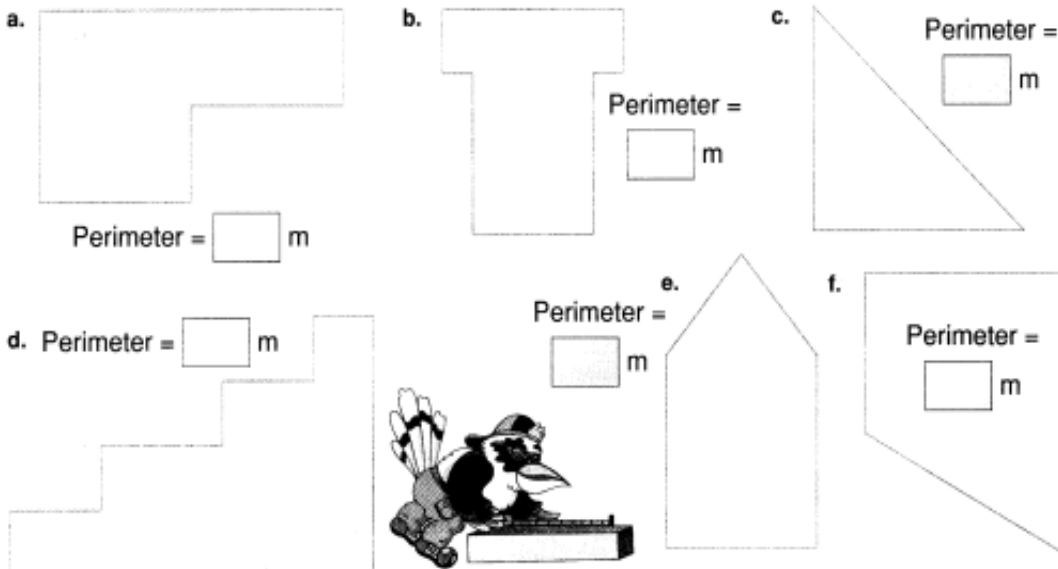 a.
Perimeter = m
b.
Perimeter =
m
c.
Perimeter =
m
d. Perimeter = m
Perimeter =
m
e.
f.
Perimeter =
m